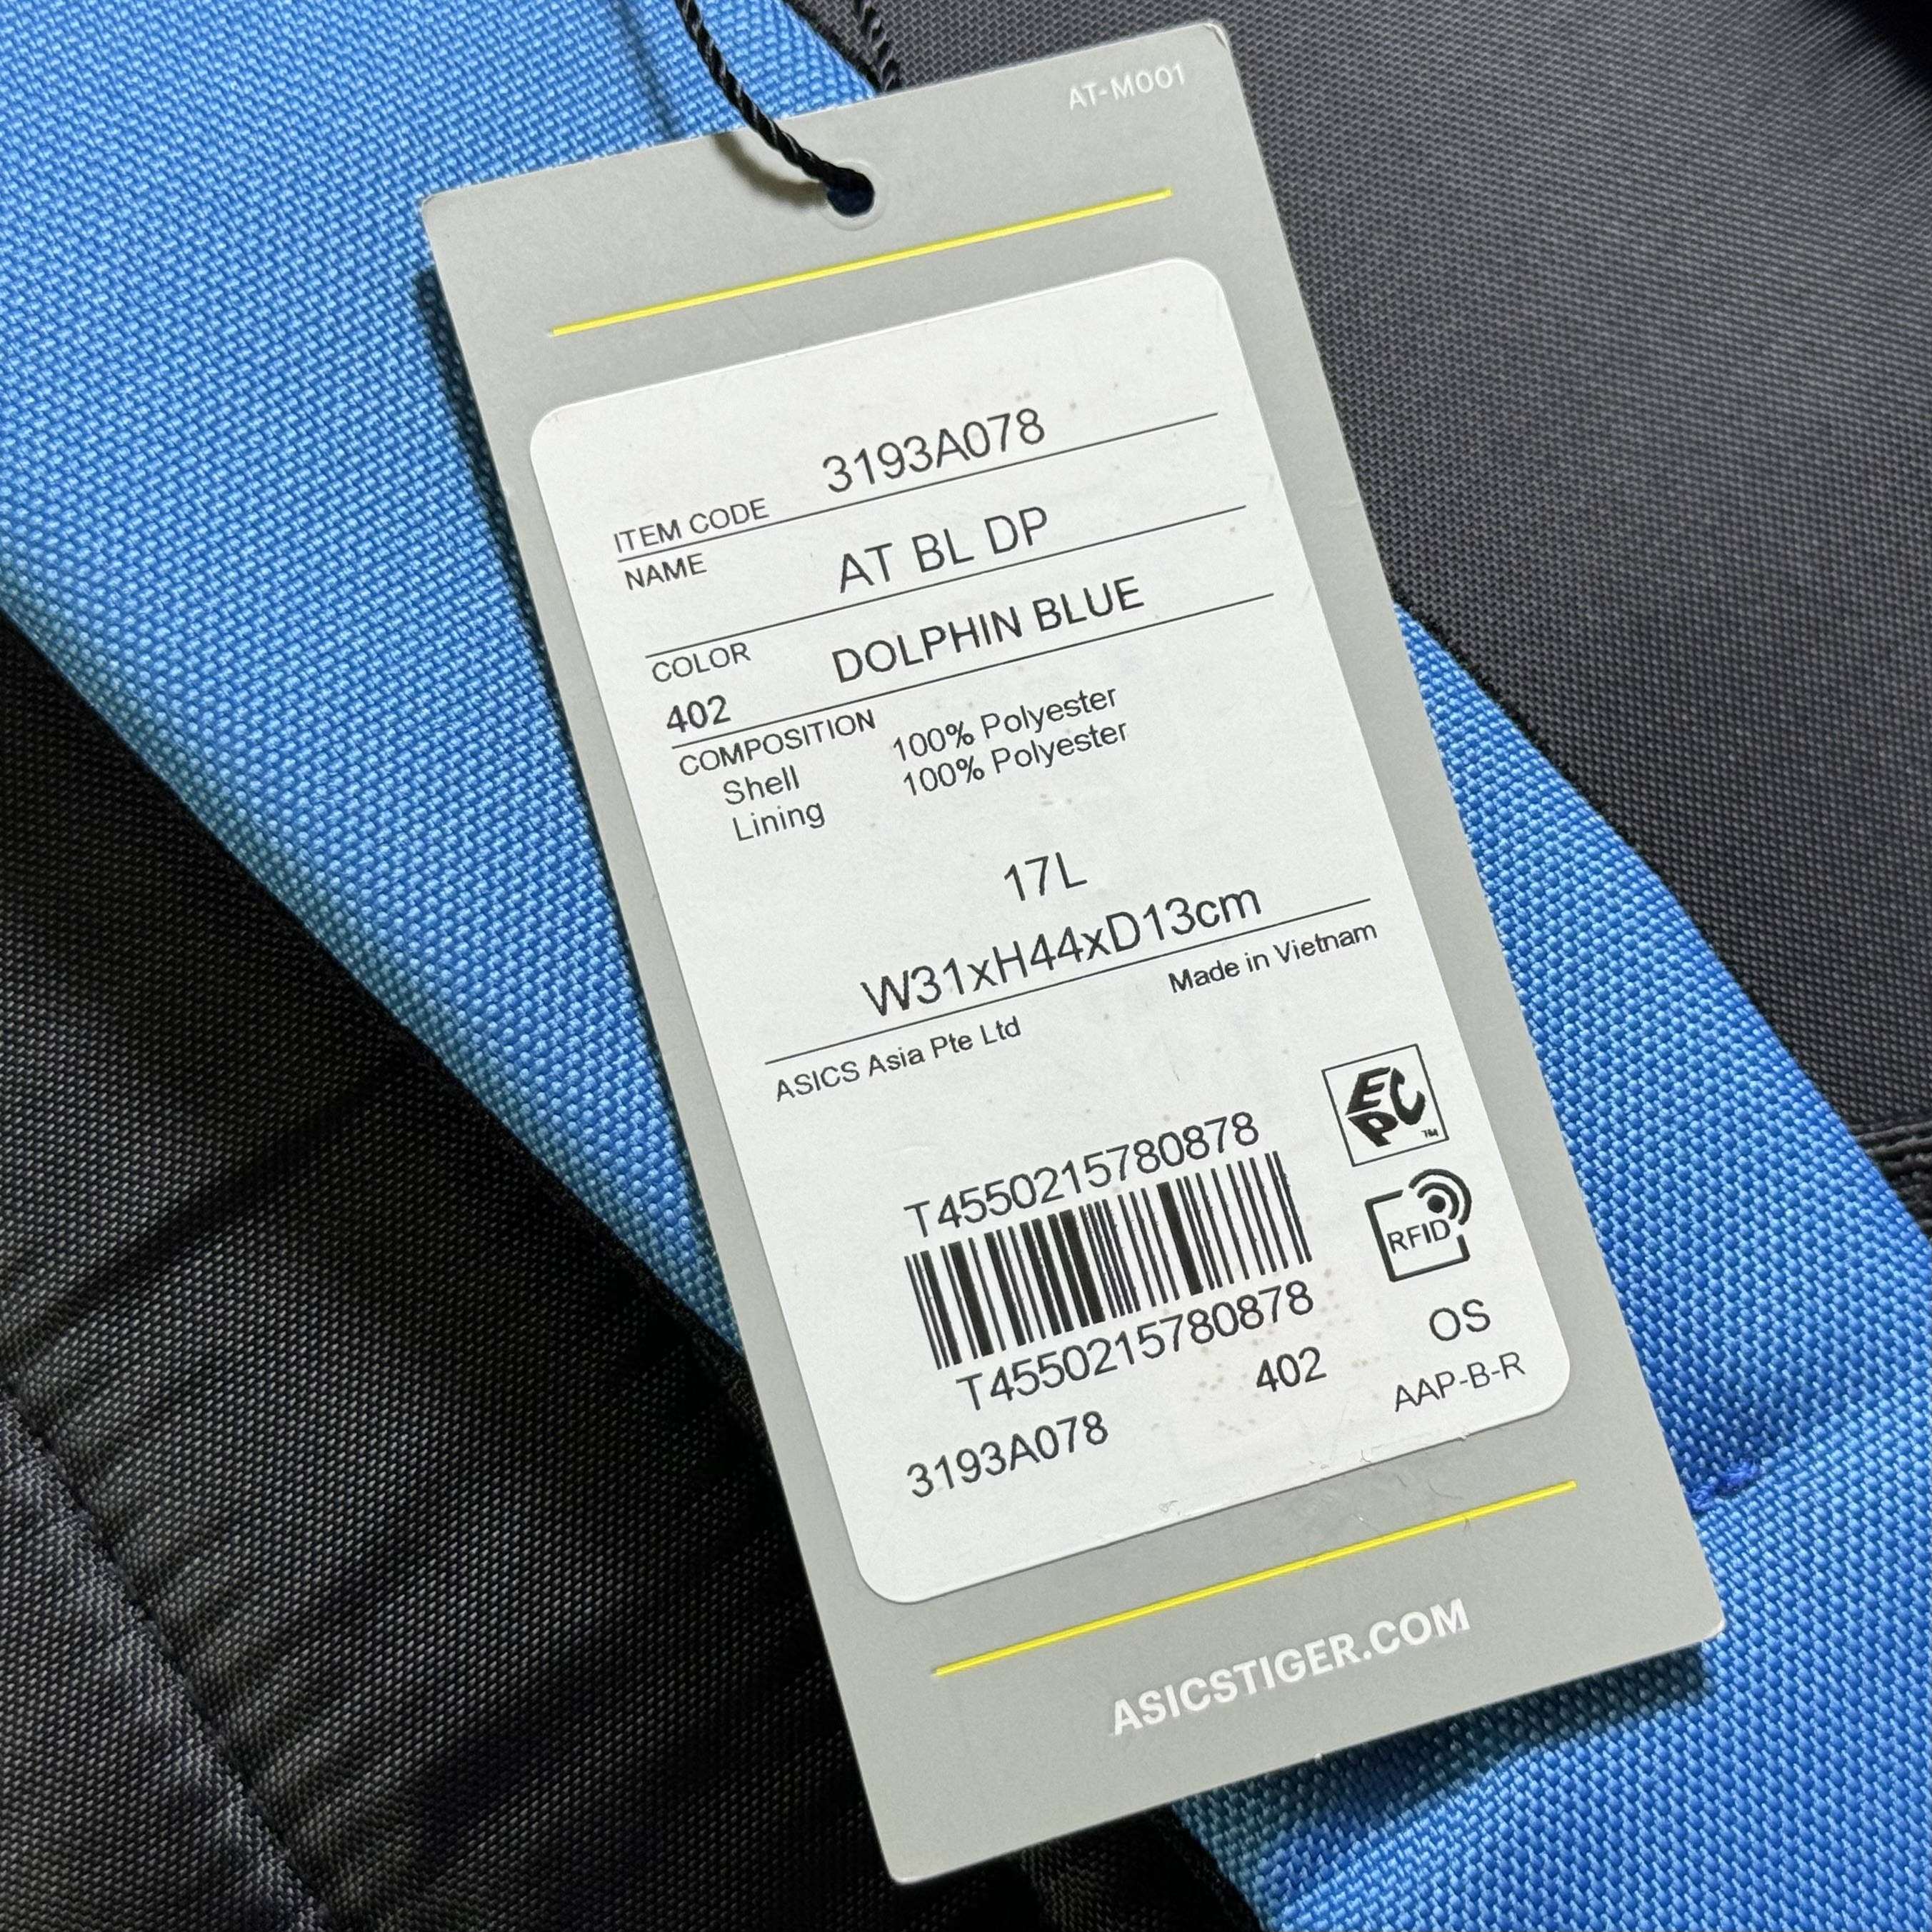 AT-M001
ITEM CODE 3193A078
NAME AT BL DP
COLOR
402 DOLPHIN BLUE
COMPOSITION
Shell 100% Polyester
Lining 100% Polyester
17L
W31xH44xD13cm
ASICS Asia Pte Ltd Made in Vietnam
EPC™
T4550215780878
RFID
T4550215780878
OS
3193A078 402 AAP-B-R
ASICSTIGER.COM